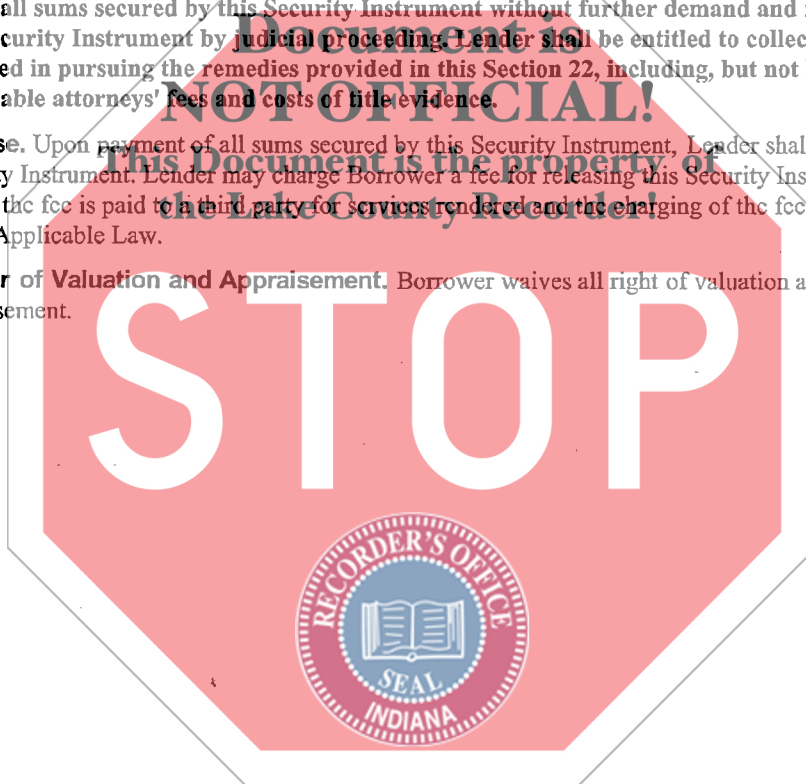 all sums secured by this Security Instrument without further demand and
curity Instrument by judicial proceeding. Lender shall be entitled to collec
ed in pursuing the remedies provided in this Section 22, including, but not
able attorneys' fees and costs of title evidence.
se. Upon payment of all sums secured by this Security Instrument, Lender shal
y Instrument. Lender may charge Borrower a fee for releasing this Security Ins
the fee is paid to a third party for services rendered and the charging of the fee
Applicable Law.
r of Valuation and Appraisement. Borrower waives all right of valuation a
sement.
Document is
NOT OFFICIAL!
This Document is the property of
the Lake County Recorder!
STOP
RECORDER'S OFFICE
SEAL
INDIANA